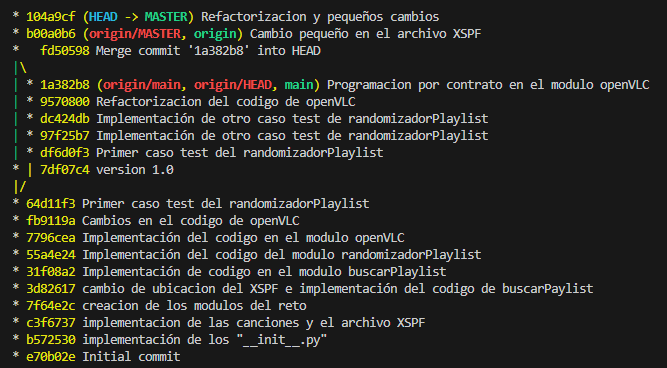 * 104a9cf (HEAD -> MASTER) Refactorizacion y pequeños cambios
* b00a0b6 (origin/MASTER, origin) Cambio pequeño en el archivo XSPF
*   fd50598 Merge commit '1a382b8' into HEAD
|\
| * 1a382b8 (origin/main, origin/HEAD, main) Programacion por contrato en el modulo openVLC
| * 9570800 Refactorizacion del codigo de openVLC
| * dc424db Implementación de otro caso test de randomizadorPlaylist
| * 97f25b7 Implementación de otro caso test de randomizadorPlaylist
| * df6d0f3 Primer caso test del randomizadorPlaylist
* | 7df07c4 version 1.0
|/
* 64d11f3 Primer caso test del randomizadorPlaylist
* fb9119a Cambios en el codigo de openVLC
* 7796cea Implementación del codigo en el modulo openVLC
* 55a4e24 Implementación del codigo del modulo randomizadorPlaylist
* 31f08a2 Implementación de codigo en el modulo buscarPlaylist
* 3d82617 cambio de ubicacion del XSPF e implementación del codigo de buscarPaylist
* 7f64e2c creacion de los modulos del reto
* c3f6737 implementacion de las canciones y el archivo XSPF
* b572530 implementación de los "__init__.py"
* e70b02e Initial commit